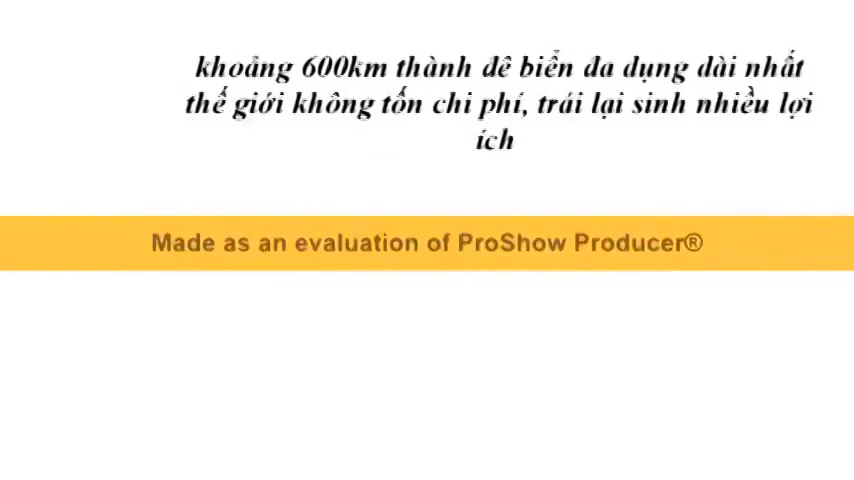 khoảng 600km thành đê biển đa dụng dài nhất
thế giới không tốn chi phí, trái lại sinh nhiều lợi
ích
Made as an evaluation of ProShow Producer®